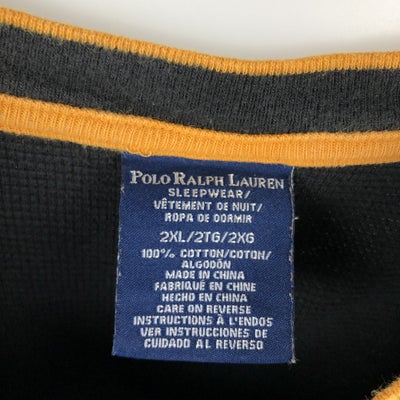 POLO RALPH LAUREN
SLEEPWEAR/
VÊTEMENT DE NUIT/
ROPA DE DORMIR
2XL/2TG/2XG
100% COTTON/COTON/
ALGODÓN
MADE IN CHINA
FABRIQUÉ EN CHINE
HECHO EN CHINA
CARE ON REVERSE
INSTRUCTIONS À L'ENDOS
VER INSTRUCCIONES DE
CUIDADO AL REVERSO